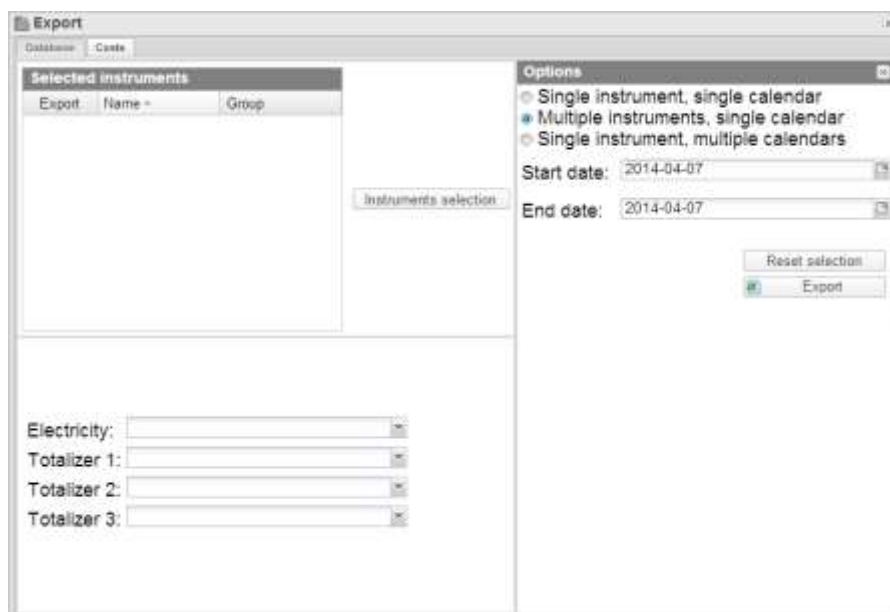 Export
Database Costs
Selected instruments
Export Name Group
Instruments selection
Options
Single instrument, single calendar
Multiple instruments, single calendar
Single instrument, multiple calendars
Start date: 2014-04-07
End date: 2014-04-07
Reset selection
Export
Electricity:
Totalizer 1:
Totalizer 2:
Totalizer 3: